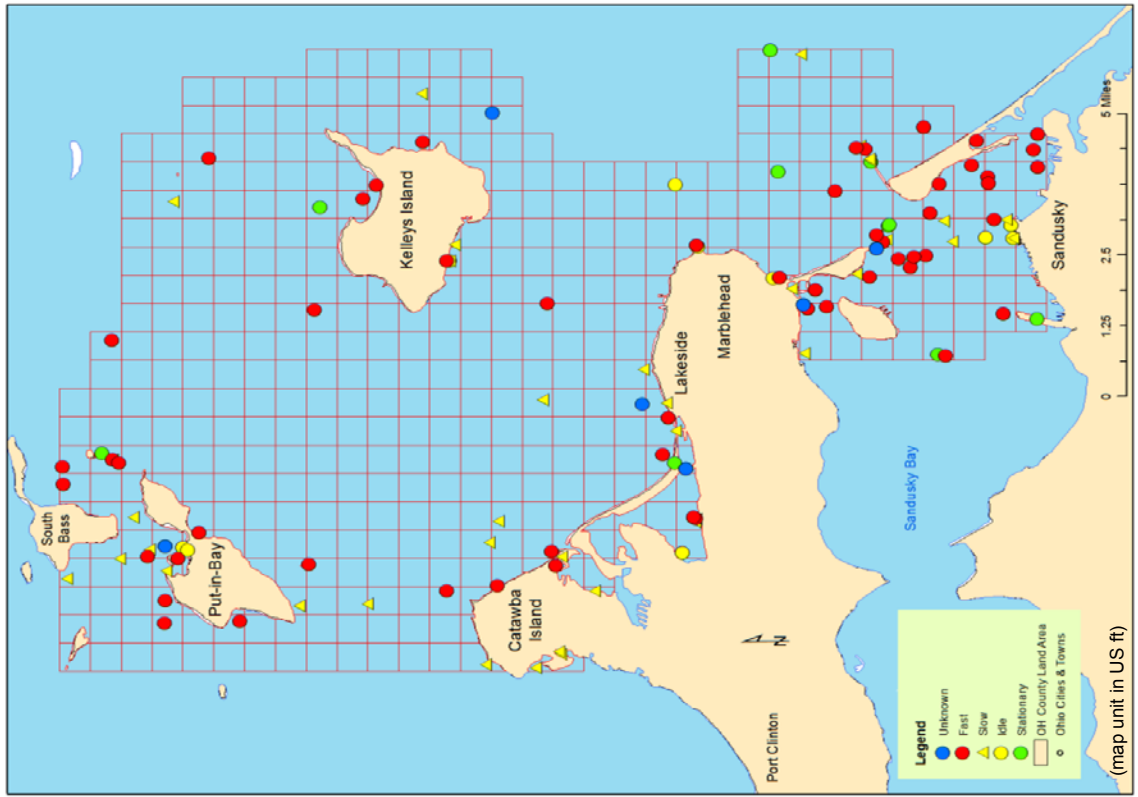 South
Bass
Put-in-Bay
Kelleys Island
Catawba
Island
Lakeside
Marblehead
Port Clinton
Sandusky Bay
Sandusky
0 1.25 2.5 5 Miles
Legend
Unknown
Fast
Slow
Idle
Stationary
OH County Land Area
Ohio Cities & Towns
(map unit in US ft)